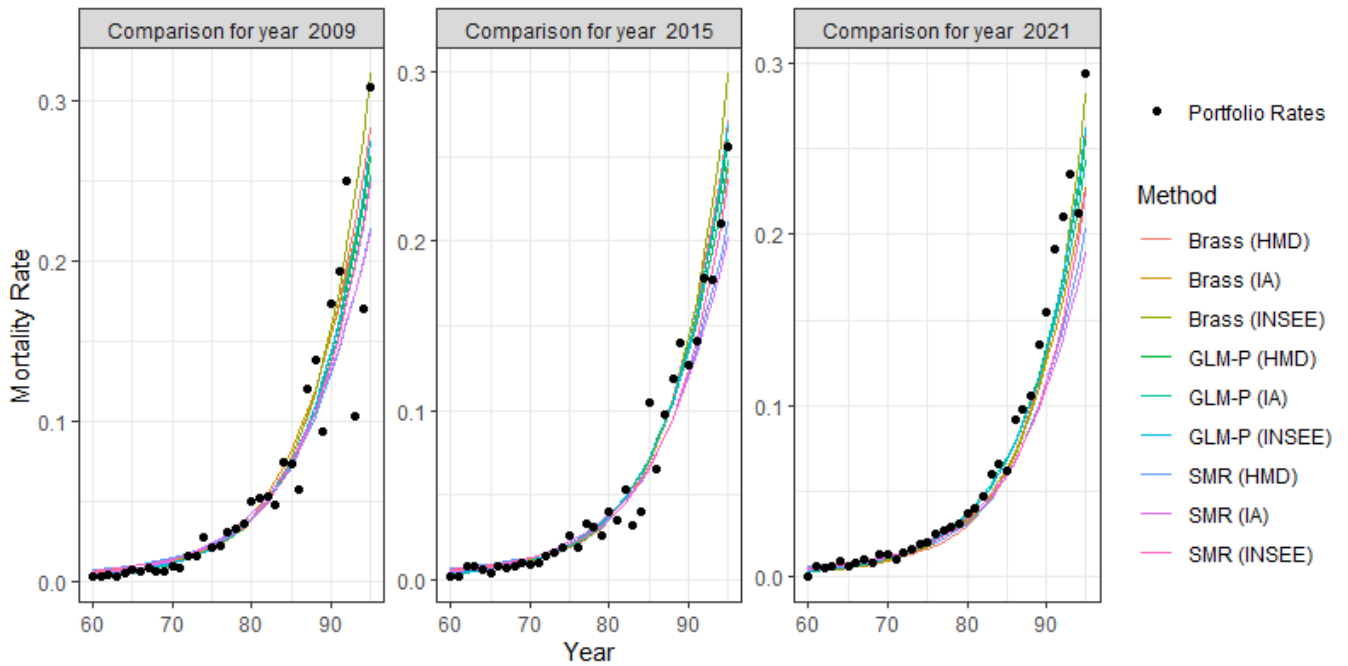 Comparison for year 2009
Comparison for year 2015
Comparison for year 2021
Mortality Rate
0.3
0.2
0.1
0.0
60 70 80 90
0.3
0.2
0.1
0.0
60 70 80 90
0.3
0.2
0.1
0.0
60 70 80 90
Year
Portfolio Rates
Method
Brass (HMD)
Brass (IA)
Brass (INSEE)
GLM-P (HMD)
GLM-P (IA)
GLM-P (INSEE)
SMR (HMD)
SMR (IA)
SMR (INSEE)